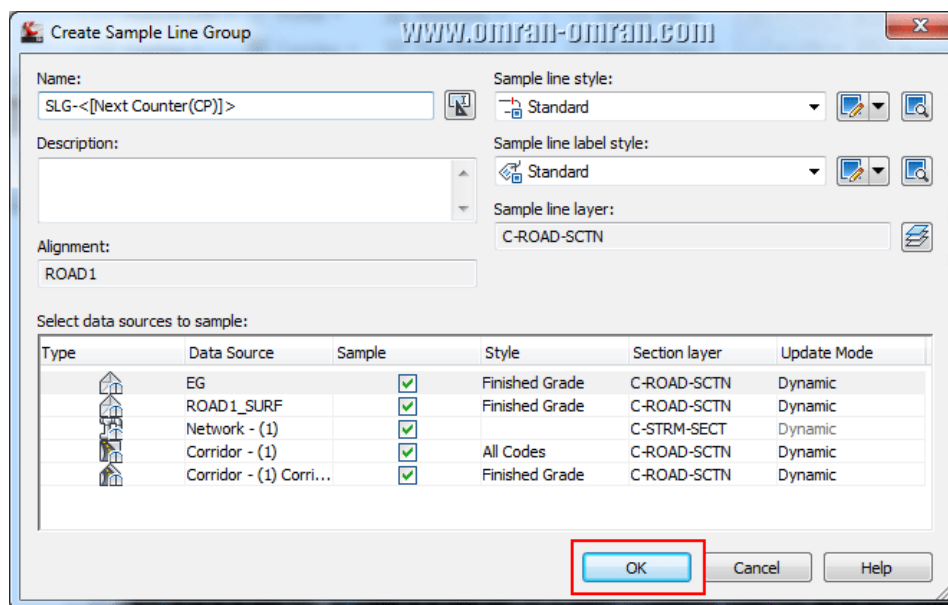 Create Sample Line Group
www.omran-omran.com
Name:
SLG-<[Next Counter(CP)]>
Description:
Alignment:
ROAD1
Sample line style:
Standard
Sample line label style:
Standard
Sample line layer:
C-ROAD-SCTN
Select data sources to sample:
Type Data Source Sample Style Section layer Update Mode
EG Finished Grade C-ROAD-SCTN Dynamic
ROAD1_SURF Finished Grade C-ROAD-SCTN Dynamic
Network - (1) C-STRM-SECT Dynamic
Corridor - (1) All Codes C-ROAD-SCTN Dynamic
Corridor - (1) Corri... Finished Grade C-ROAD-SCTN Dynamic
OK Cancel Help